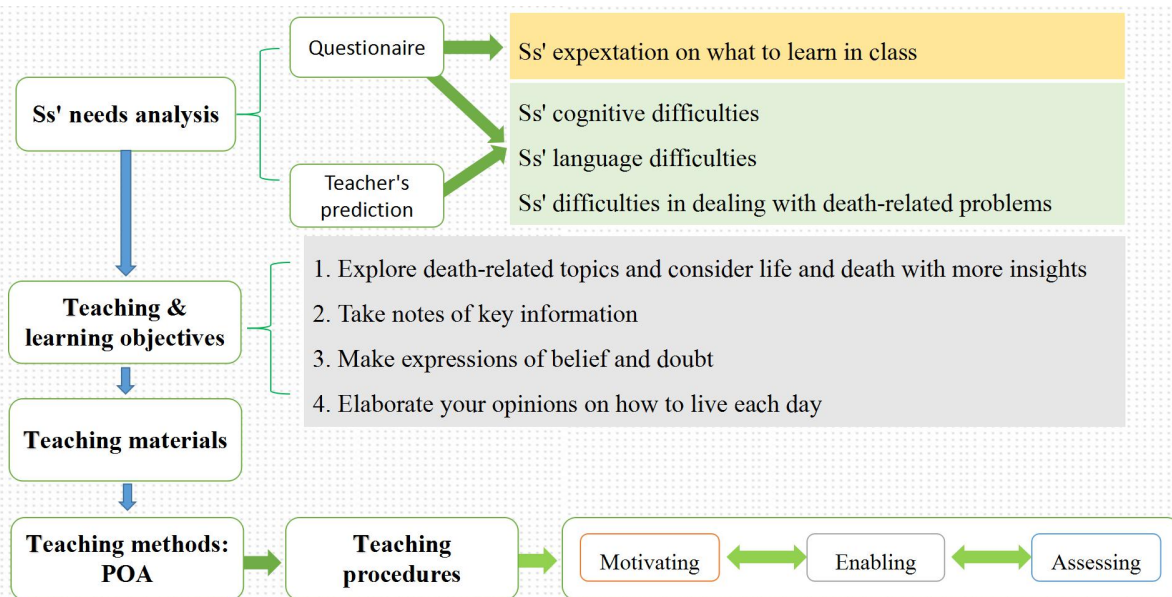 Questionaire
Ss' expextation on what to learn in class
Ss' needs analysis
Ss' cognitive difficulties
Ss' language difficulties
Teacher's
prediction
Ss' difficulties in dealing with death-related problems
Teaching &
learning objectives
1. Explore death-related topics and consider life and death with more insights
2. Take notes of key information
3. Make expressions of belief and doubt
4. Elaborate your opinions on how to live each day
Teaching materials
Teaching methods:
POA
Teaching
procedures
Motivating
Enabling
Assessing